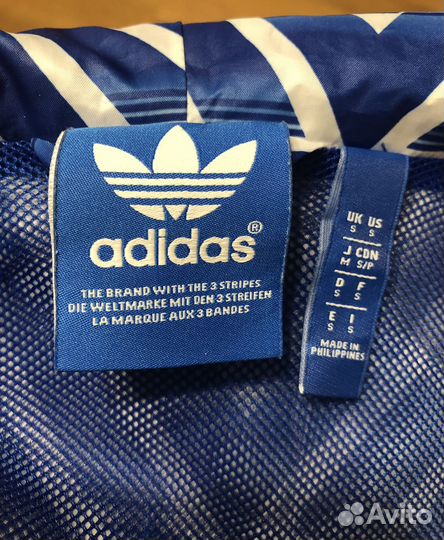 adidas®
THE BRAND WITH THE 3 STRIPES
DIE WELTMARKE MIT DEN 3 STREIFEN
LA MARQUE AUX 3 BANDES
UK US
S S
J CDN
M S/P
D F
S S
E I
S S
MADE IN
PHILIPPINES
Avito